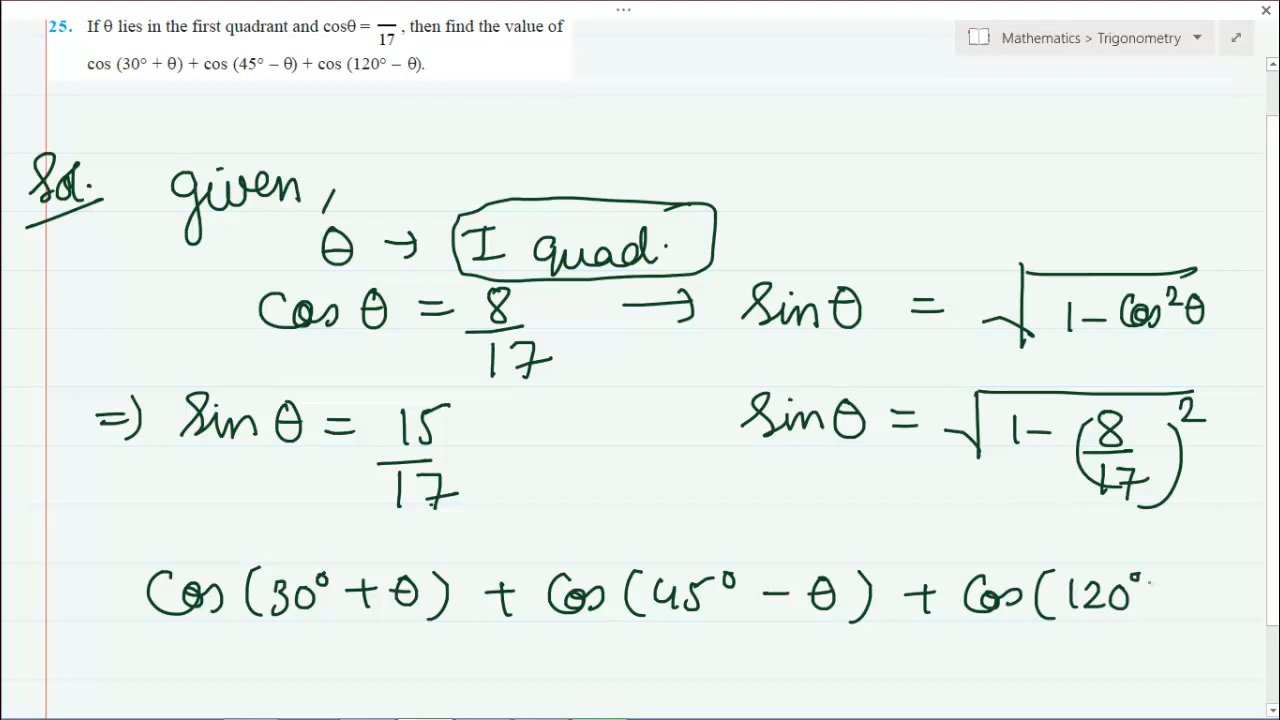 25. If θ lies in the first quadrant and cosθ = /17 , then find the value of
cos (30° + θ) + cos (45° – θ) + cos (120° – θ).
Mathematics > Trigonometry
Sol. given,
θ → I quad.
cos θ = 8/17 → sin θ = √(1 - cos²θ)
=) sin θ = 15/17 sin θ = √(1 - (8/17)²)
cos (30° + θ) + cos (45° - θ) + cos (120°